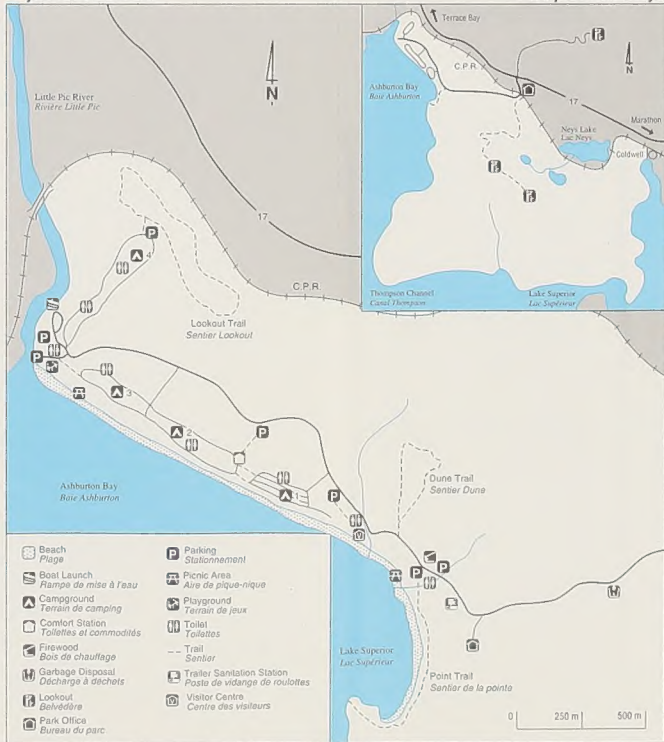 Little Pic River
Rivière Little Pic
N
17
C.P.R.
4
Lookout Trail
Sentier Lookout
3
2
1
Ashburton Bay
Baie Ashburton
Dune Trail
Sentier Dune
Lake Superior
Lac Supérieur
Point Trail
Sentier de la pointe
0 250 m 500 m
Terrace Bay
C.P.R.
N
Ashburton Bay
Baie Ashburton
17
Marathon
Neys Lake
Lac Neys
Coldwell
Thompson Channel
Canal Thompson
Lake Superior
Lac Supérieur
Beach
Plage
Boat Launch
Rampe de mise à l'eau
Campground
Terrain de camping
Comfort Station
Toilettes et commodités
Firewood
Bois de chauffage
Garbage Disposal
Décharge à déchets
Lookout
Belvédère
Park Office
Bureau du parc
P Parking
Stationnement
Picnic Area
Aire de pique-nique
Playground
Terrain de jeux
Toilet
Toilettes
Trail
Sentier
Trailer Sanitation Station
Poste de vidange de roulottes
Visitor Centre
Centre des visiteurs